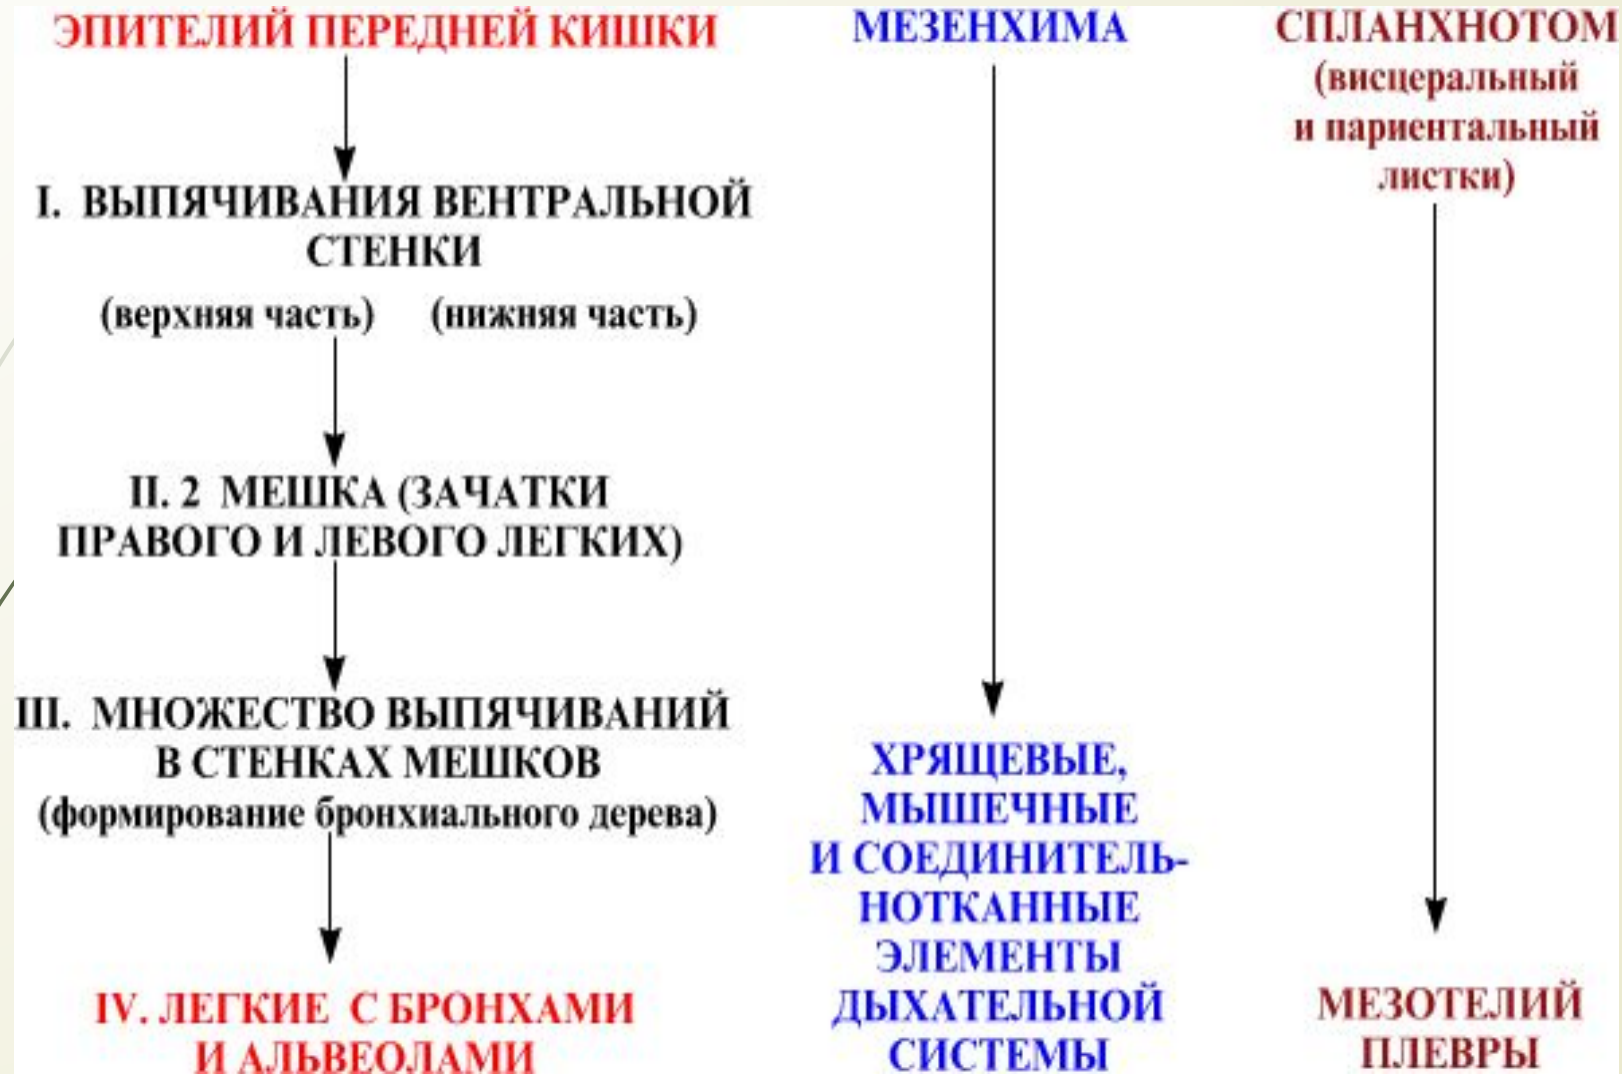 ЭПИТЕЛИЙ ПЕРЕДНЕЙ КИШКИ
I. ВЫПЯЧИВАНИЯ ВЕНТРАЛЬНОЙ
СТЕНКИ
(верхняя часть) (нижняя часть)
II. 2 МЕШКА (ЗАЧАТКИ
ПРАВОГО И ЛЕВОГО ЛЕГКИХ)
III. МНОЖЕСТВО ВЫПЯЧИВАНИЙ
В СТЕНКАХ МЕШКОВ
(формирование бронхиального дерева)
IV. ЛЕГКИЕ С БРОНХАМИ
И АЛЬВЕОЛАМИ
МЕЗЕНХИМА
ХРЯЩЕВЫЕ,
МЫШЕЧНЫЕ
И СОЕДИНИТЕЛЬ-
НОТКАННЫЕ
ЭЛЕМЕНТЫ
ДЫХАТЕЛЬНОЙ
СИСТЕМЫ
СПЛАНХНОТОМ
(висцеральный
и париентальный
листки)
МЕЗОТЕЛИЙ
ПЛЕВРЫ